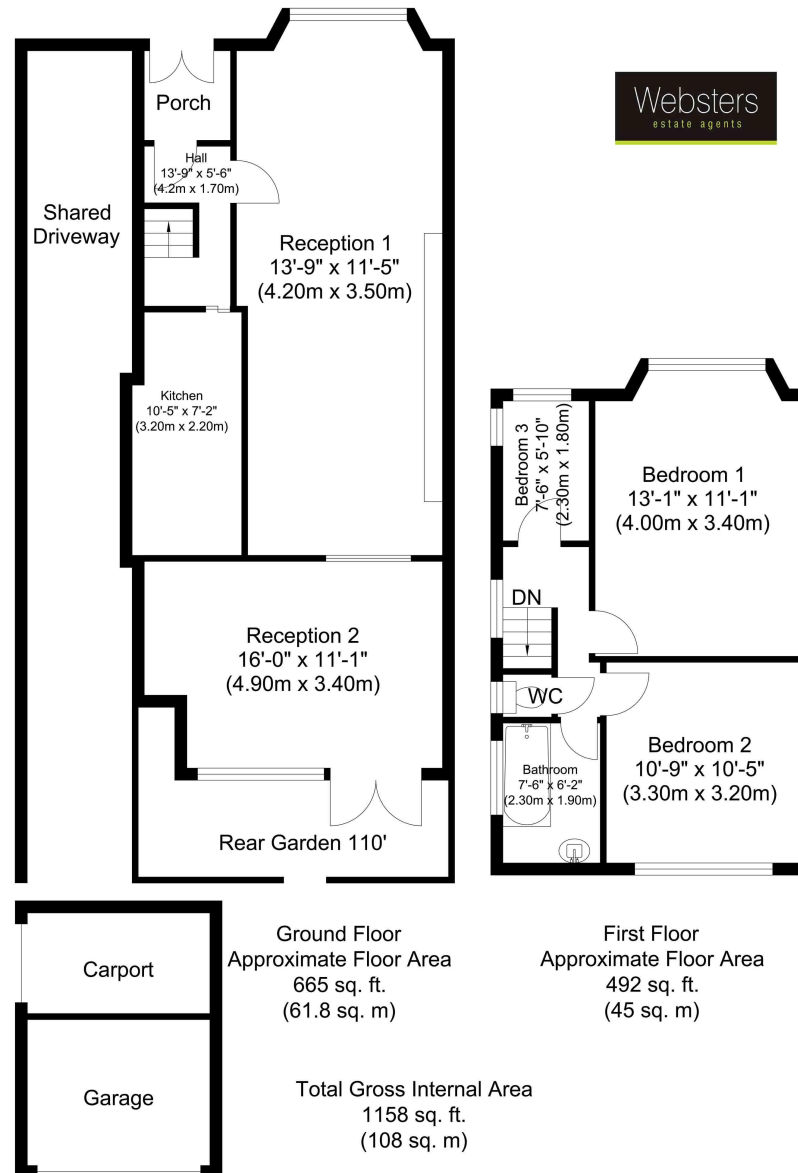 Websters
estate agents
Porch
Hall
13'-9" x 5'-6"
(4.2m x 1.70m)
Shared
Driveway
Reception 1
13'-9" x 11'-5"
(4.20m x 3.50m)
Kitchen
10'-5" x 7'-2"
(3.20m x 2.20m)
Reception 2
16'-0" x 11'-1"
(4.90m x 3.40m)
Rear Garden 110'
Carport
Garage
Bedroom 3
7'-6" x 5'-10"
(2.30m x 1.80m)
Bedroom 1
13'-1" x 11'-1"
(4.00m x 3.40m)
DN
WC
Bathroom
7'-6" x 6'-2"
(2.30m x 1.90m)
Bedroom 2
10'-9" x 10'-5"
(3.30m x 3.20m)
Ground Floor
Approximate Floor Area
665 sq. ft.
(61.8 sq. m)
First Floor
Approximate Floor Area
492 sq. ft.
(45 sq. m)
Total Gross Internal Area
1158 sq. ft.
(108 sq. m)